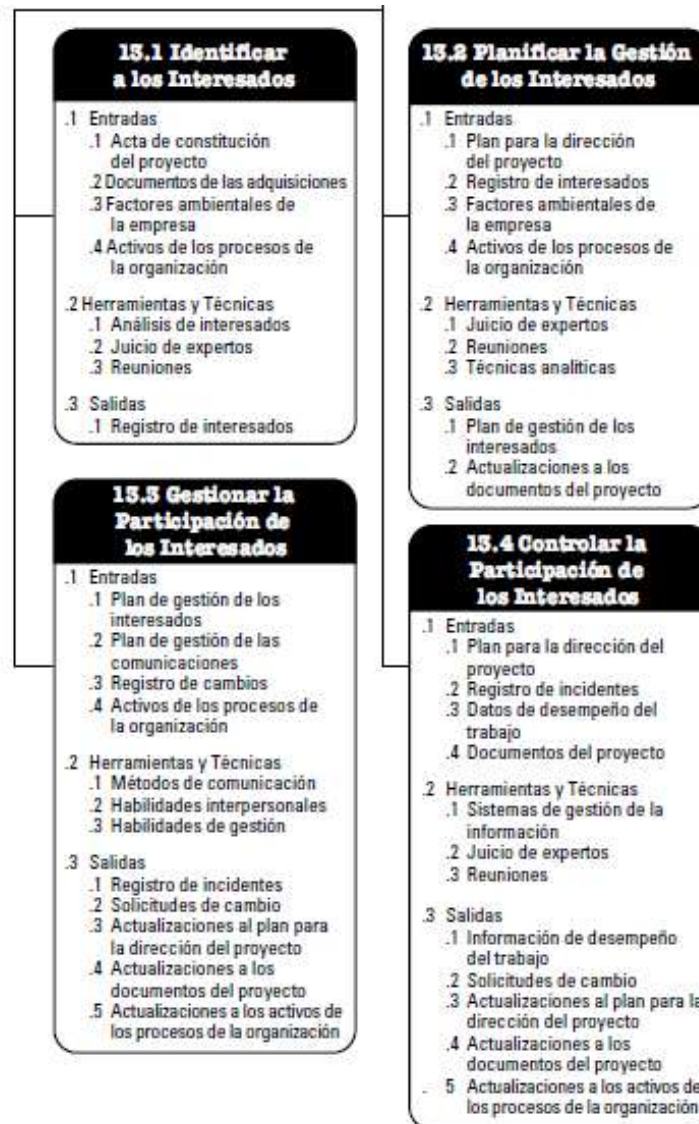 13.1 Identificar
a los Interesados
.1 Entradas
.1 Acta de constitución
del proyecto
.2 Documentos de las adquisiciones
.3 Factores ambientales de
la empresa
.4 Activos de los procesos de
la organización
.2 Herramientas y Técnicas
.1 Análisis de interesados
.2 Juicio de expertos
.3 Reuniones
.3 Salidas
.1 Registro de interesados
13.2 Planificar la Gestión
de los Interesados
.1 Entradas
.1 Plan para la dirección
del proyecto
.2 Registro de interesados
.3 Factores ambientales de
la empresa
.4 Activos de los procesos de
la organización
.2 Herramientas y Técnicas
.1 Juicio de expertos
.2 Reuniones
.3 Técnicas analíticas
.3 Salidas
.1 Plan de gestión de los
interesados
.2 Actualizaciones a los
documentos del proyecto
13.3 Gestionar la
Participación de
los Interesados
.1 Entradas
.1 Plan de gestión de los
interesados
.2 Plan de gestión de las
comunicaciones
.3 Registro de cambios
.4 Activos de los procesos de
la organización
.2 Herramientas y Técnicas
.1 Métodos de comunicación
.2 Habilidades interpersonales
.3 Habilidades de gestión
.3 Salidas
.1 Registro de incidentes
.2 Solicitudes de cambio
.3 Actualizaciones al plan para
la dirección del proyecto
.4 Actualizaciones a los
documentos del proyecto
.5 Actualizaciones a los activos de
los procesos de la organización
13.4 Controlar la
Participación de
los Interesados
.1 Entradas
.1 Plan para la dirección del
proyecto
.2 Registro de incidentes
.3 Datos de desempeño del
trabajo
.4 Documentos del proyecto
.2 Herramientas y Técnicas
.1 Sistemas de gestión de la
información
.2 Juicio de expertos
.3 Reuniones
.3 Salidas
.1 Información de desempeño
del trabajo
.2 Solicitudes de cambio
.3 Actualizaciones al plan para la
dirección del proyecto
.4 Actualizaciones a los
documentos del proyecto
. 5 Actualizaciones a los activos de
los procesos de la organización